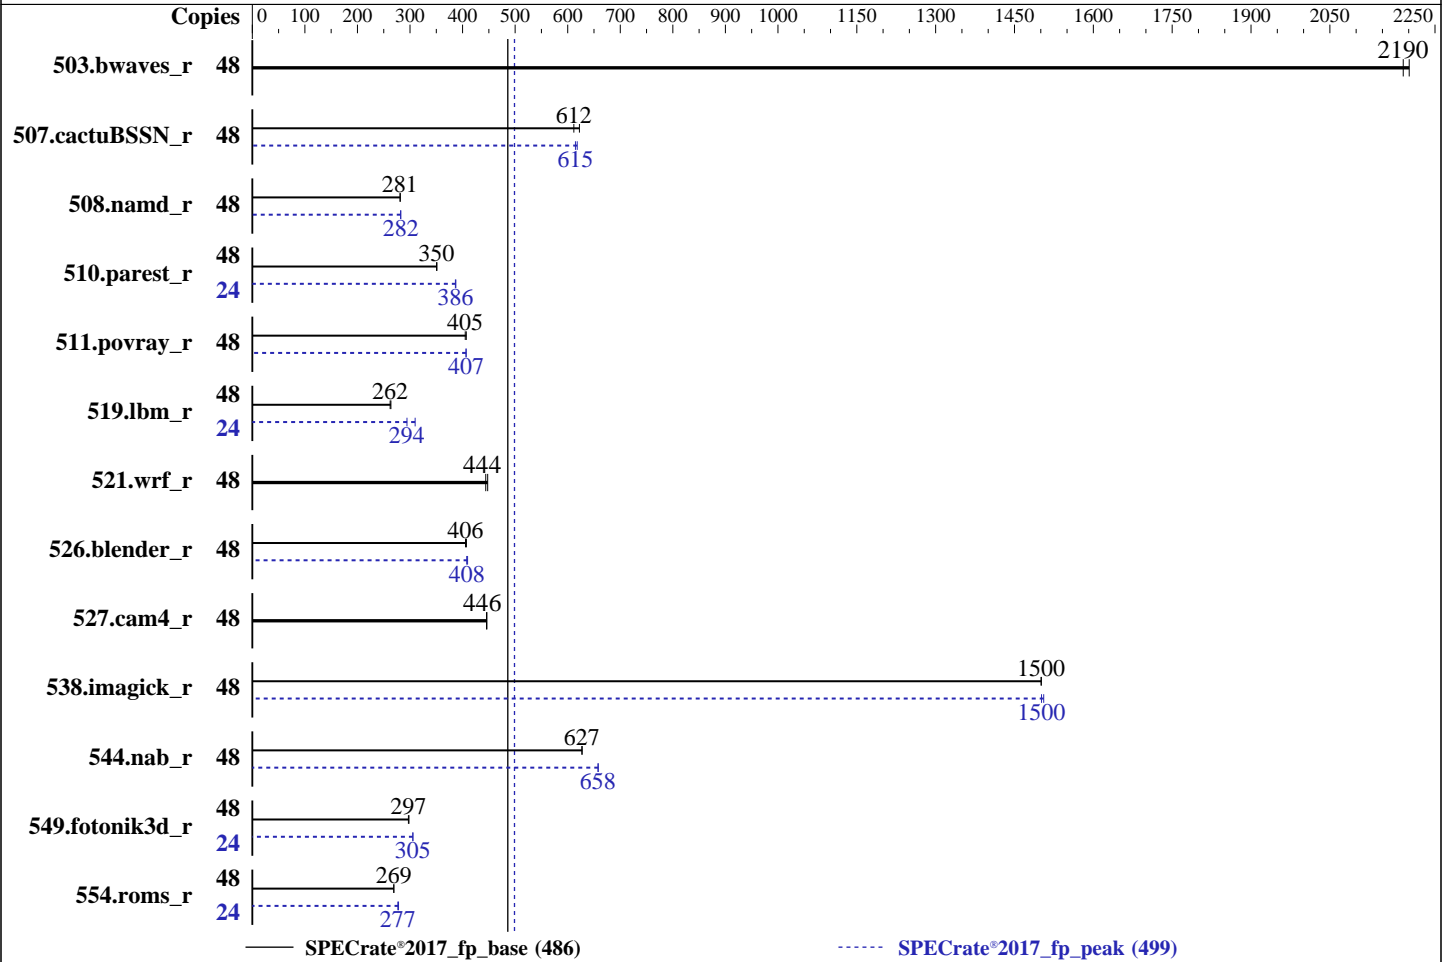 Copies 0 100 200 300 400 500 600 700 800 900 1000 1150 1300 1450 1600 1750 1900 2050 2250
503.bwaves_r 48 2190
507.cactuBSSN_r 48 612
615
508.namd_r 48 281
282
510.parest_r 48 350
24 386
511.povray_r 48 405
407
519.lbm_r 48 262
24 294
521.wrf_r 48 444
526.blender_r 48 406
408
527.cam4_r 48 446
538.imagick_r 48 1500
1500
544.nab_r 48 627
658
549.fotonik3d_r 48 297
24 305
554.roms_r 48 269
24 277
SPECrate®2017_fp_base (486) SPECrate®2017_fp_peak (499)